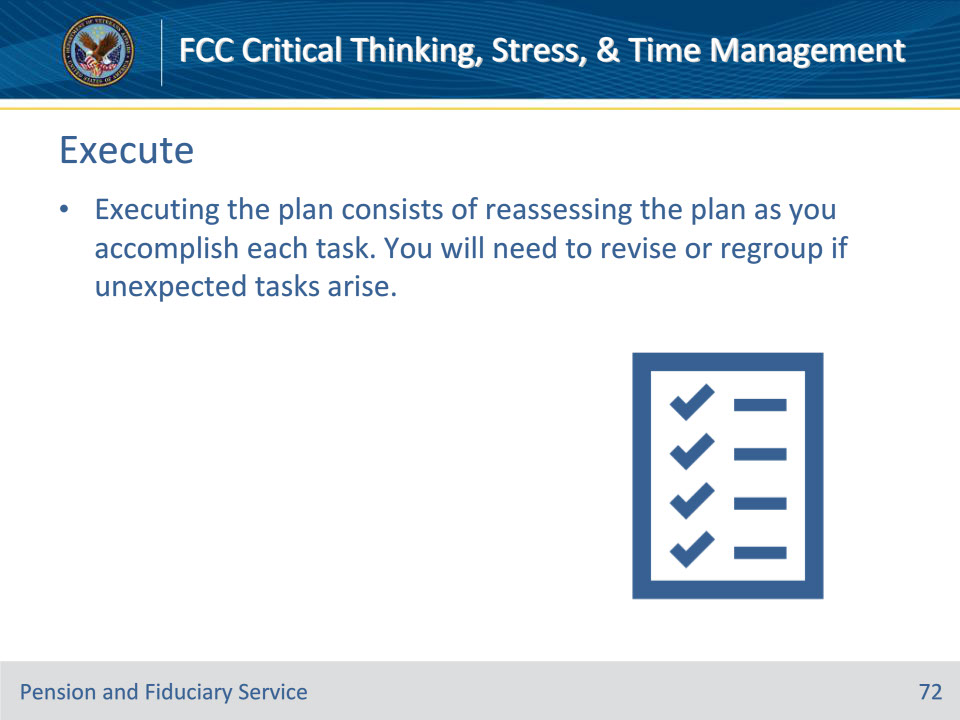 FCC Critical Thinking, Stress, & Time Management
Execute
• Executing the plan consists of reassessing the plan as you
accomplish each task. You will need to revise or regroup if
unexpected tasks arise.
Pension and Fiduciary Service
72